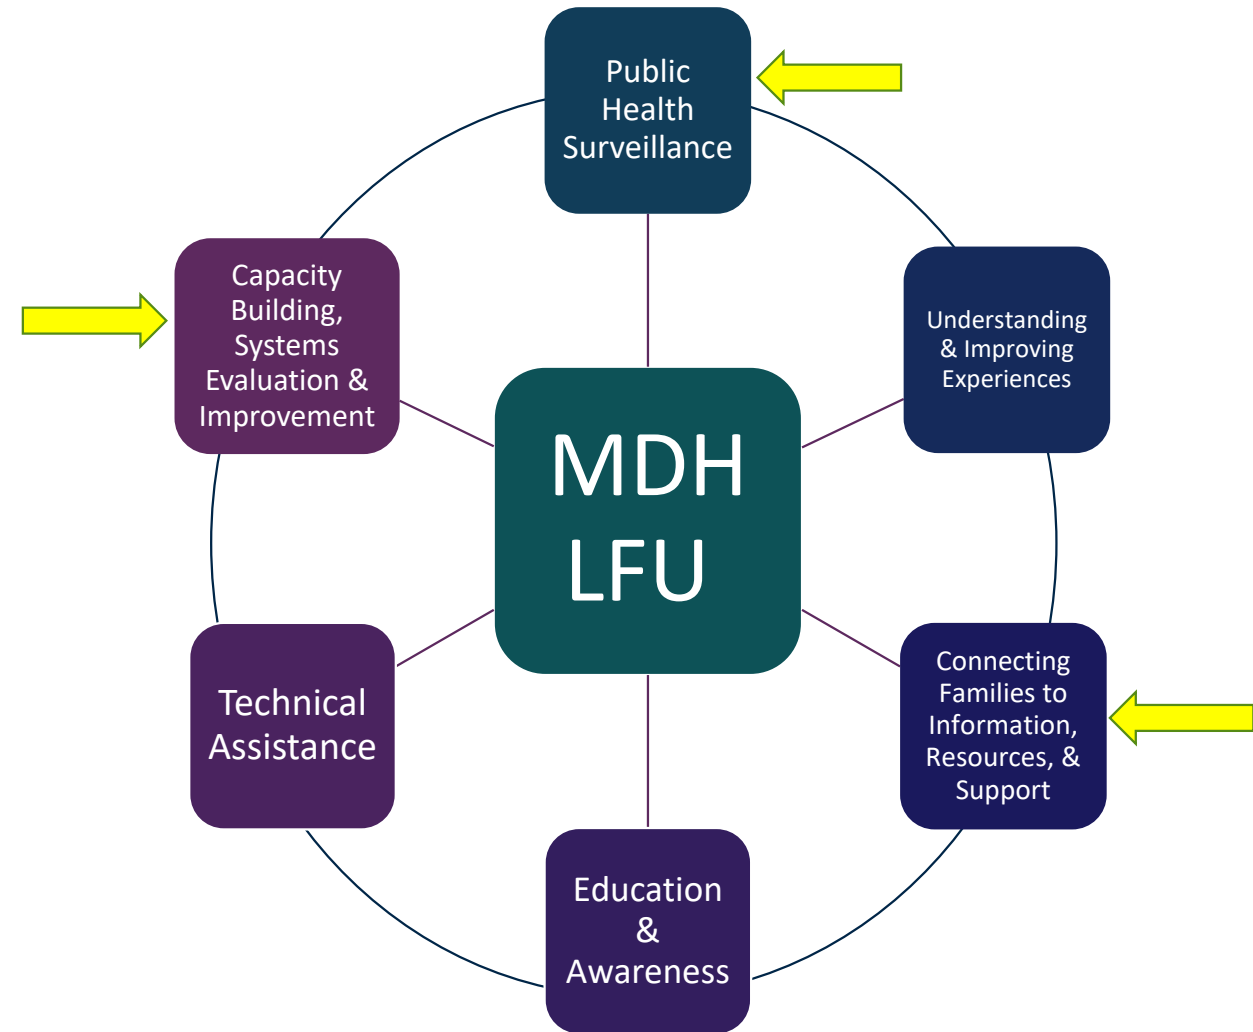 Public
Health
Surveillance
Understanding
& Improving
Experiences
Connecting
Families to
Information,
Resources, &
Support
Education
&
Awareness
Technical
Assistance
Capacity
Building,
Systems
Evaluation &
Improvement
MDH
LFU